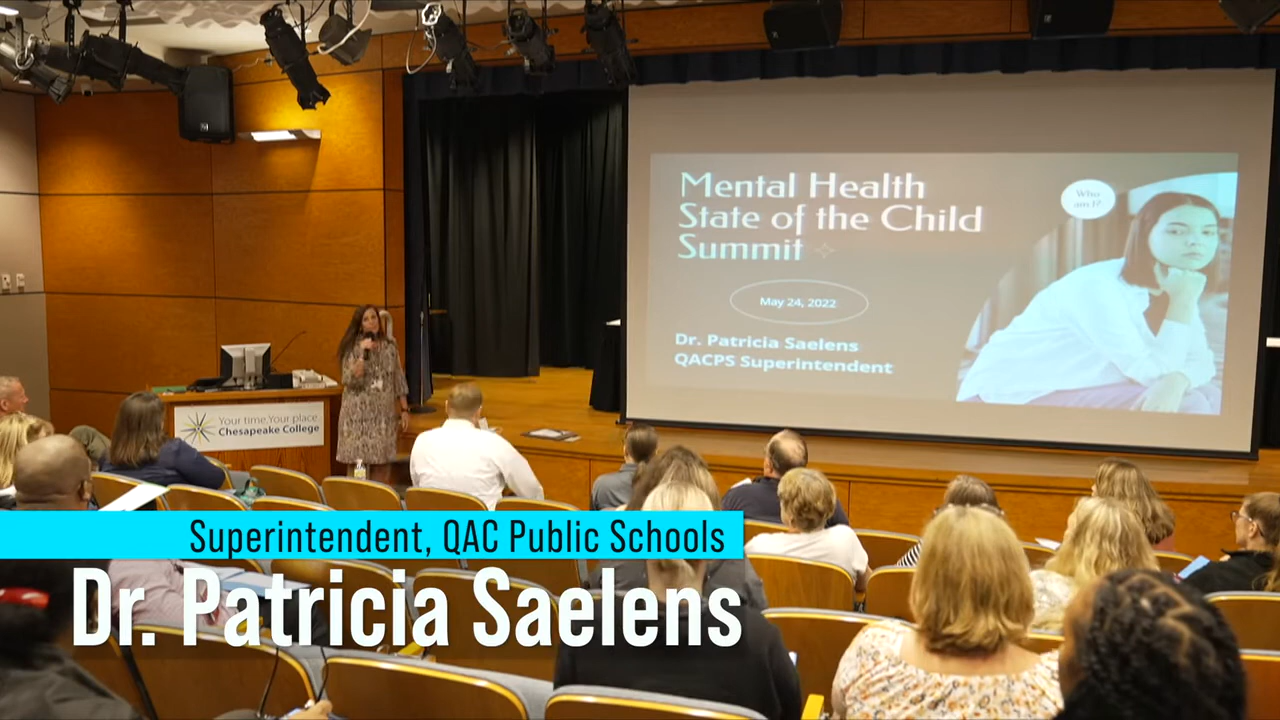 Mental Health
State of the Child
Summit
Who
am I?
May 24, 2022
Dr. Patricia Saelens
QACPS Superintendent
Your time. Your place
Chesapeake College
Superintendent, QAC Public Schools
Dr. Patricia Saelens